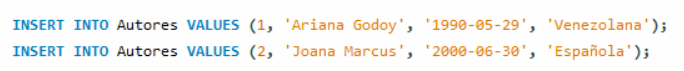 INSERT INTO Autores VALUES (1, 'Ariana Godoy', '1990-05-29', 'Venezolana');
INSERT INTO Autores VALUES (2, 'Joana Marcus', '2000-06-30', 'Española');